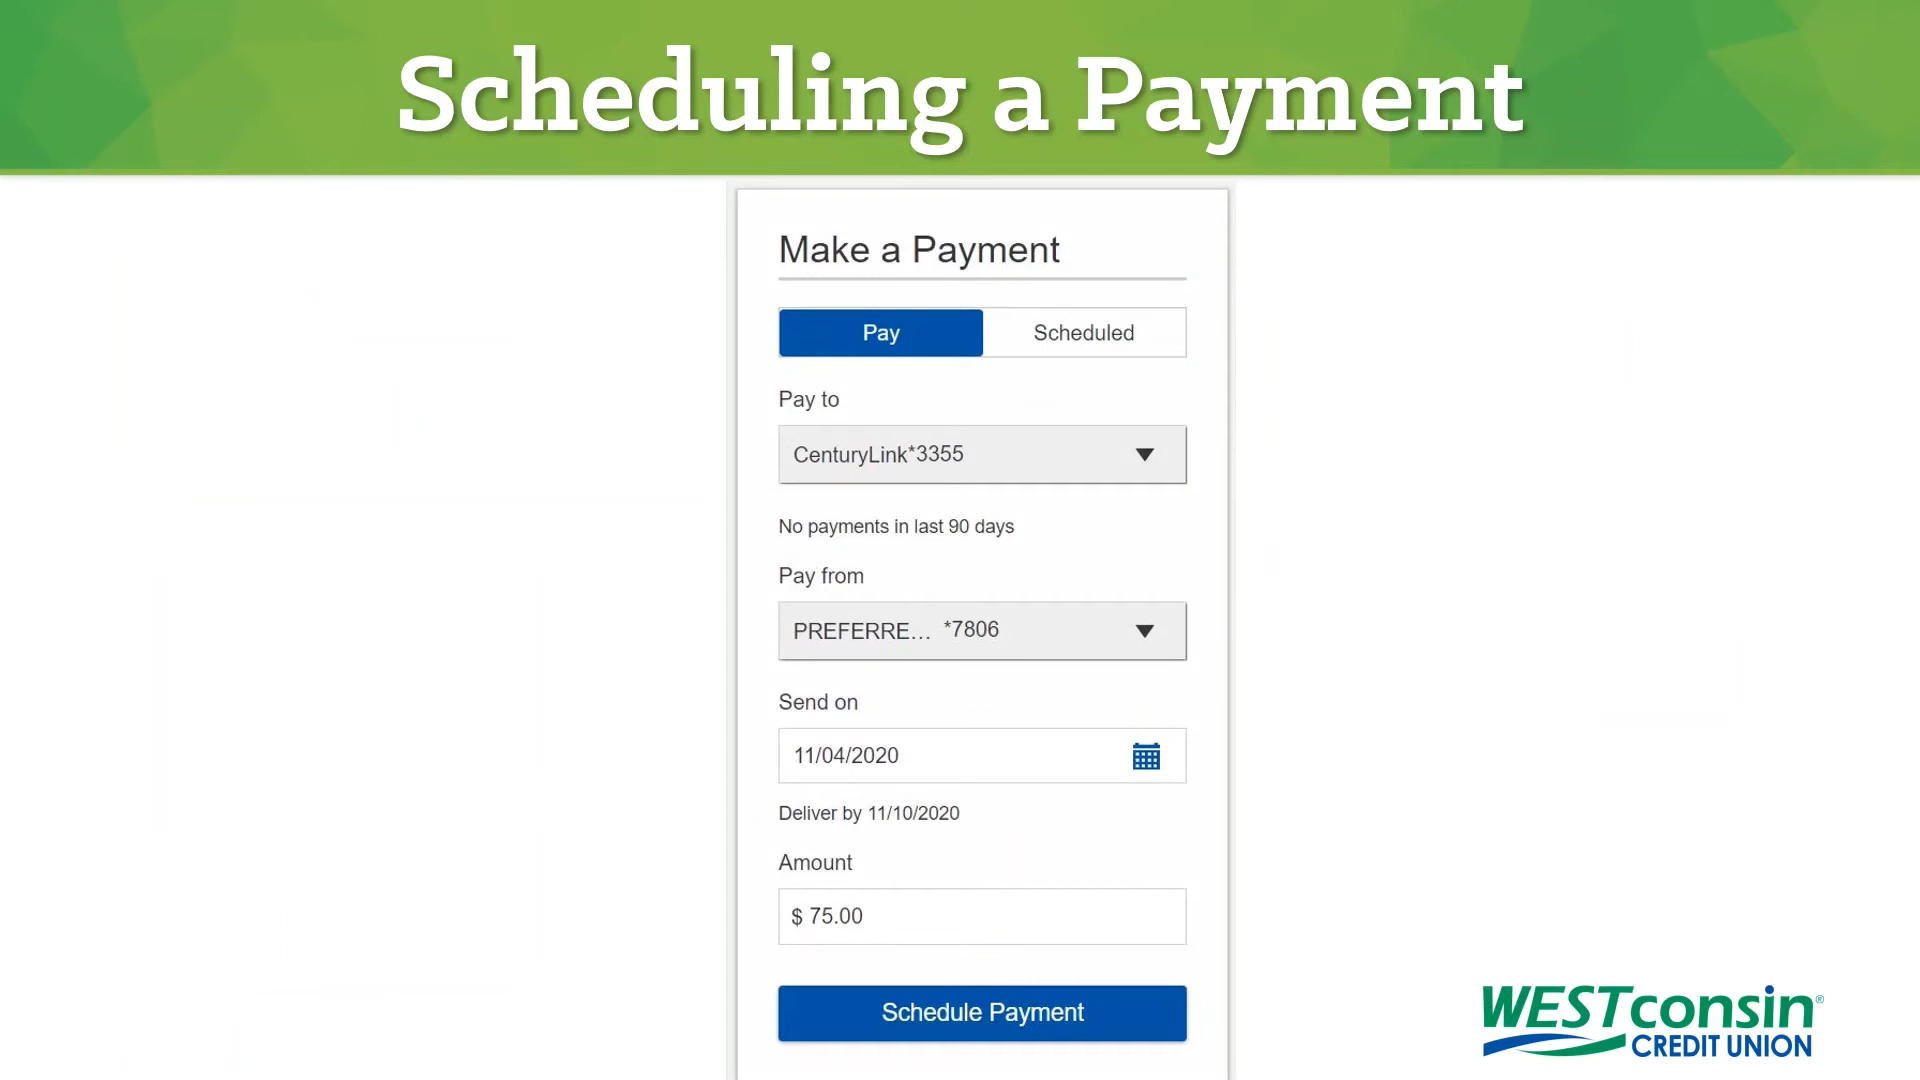 Scheduling a Payment
Make a Payment
Pay
Scheduled
Pay to
CenturyLink*3355
No payments in last 90 days
Pay from
PREFERRE... *7806
Send on
11/04/2020
Deliver by 11/10/2020
Amount
$ 75.00
Schedule Payment
WESTconsin®
CREDIT UNION